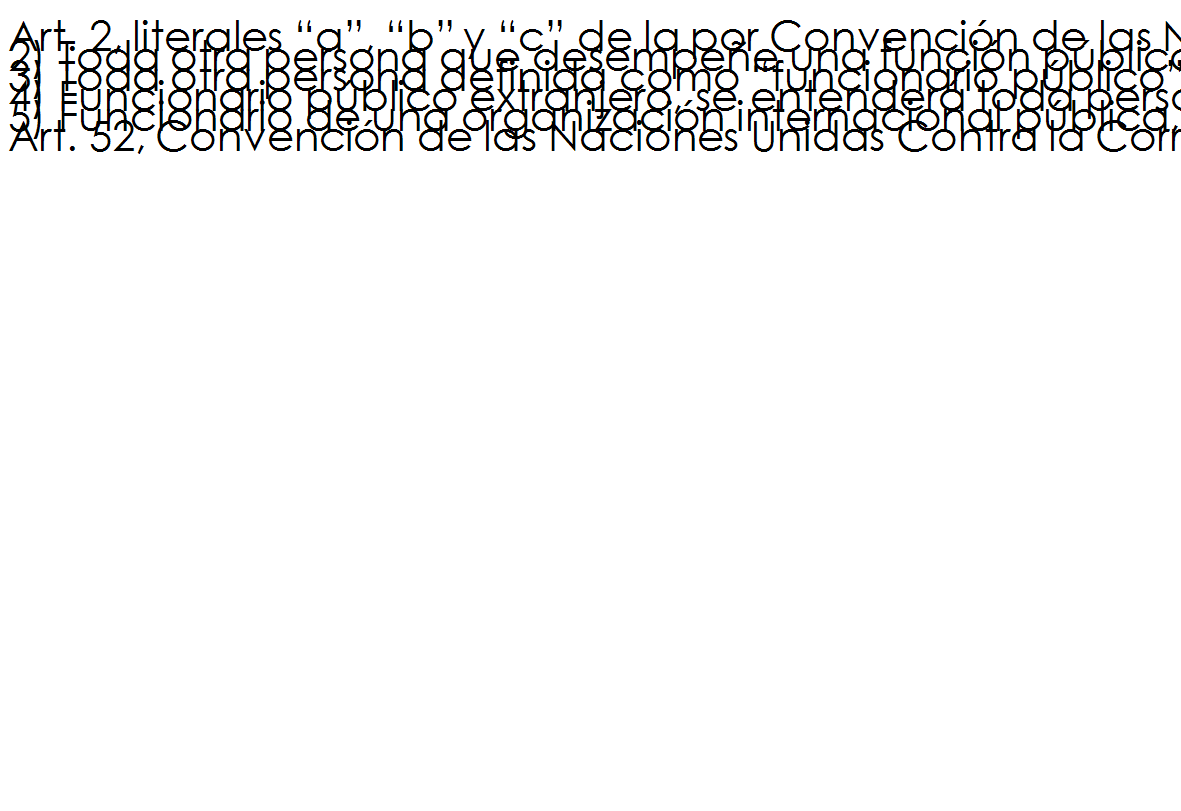 Art. 2, literales “a”, “b” y “c” de la por Convención de las N
2) Toda otra persona que desempeñe una función pública
3) Toda otra persona definida como “funcionario público”
4) Funcionario público extranjero, se entenderá toda perso
5) Funcionario de una organización internacional pública,
Art. 52, Convención de las Naciones Unidas Contra la Corr